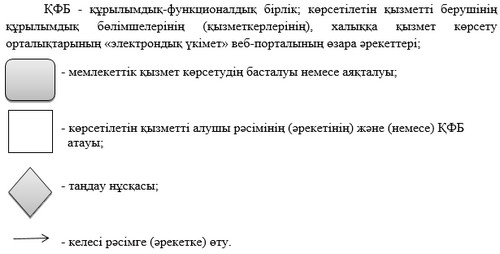 ҚФБ - құрылымдық-функционалдық бірлік; көрсетілетін қызметті берушінің
құрылымдық бөлімшелерінің (қызметкерлерінің), халыққа қызмет көрсету
орталықтарының «электрондық үкімет» веб-порталының өзара әрекеттері;
- мемлекеттік қызмет көрсетудің басталуы немесе аяқталуы;
- көрсетілетін қызметті алушы рәсімінің (әрекетінің) және (немесе) ҚФБ
атауы;
- таңдау нұсқасы;
- келесі рәсімге (әрекетке) өту.